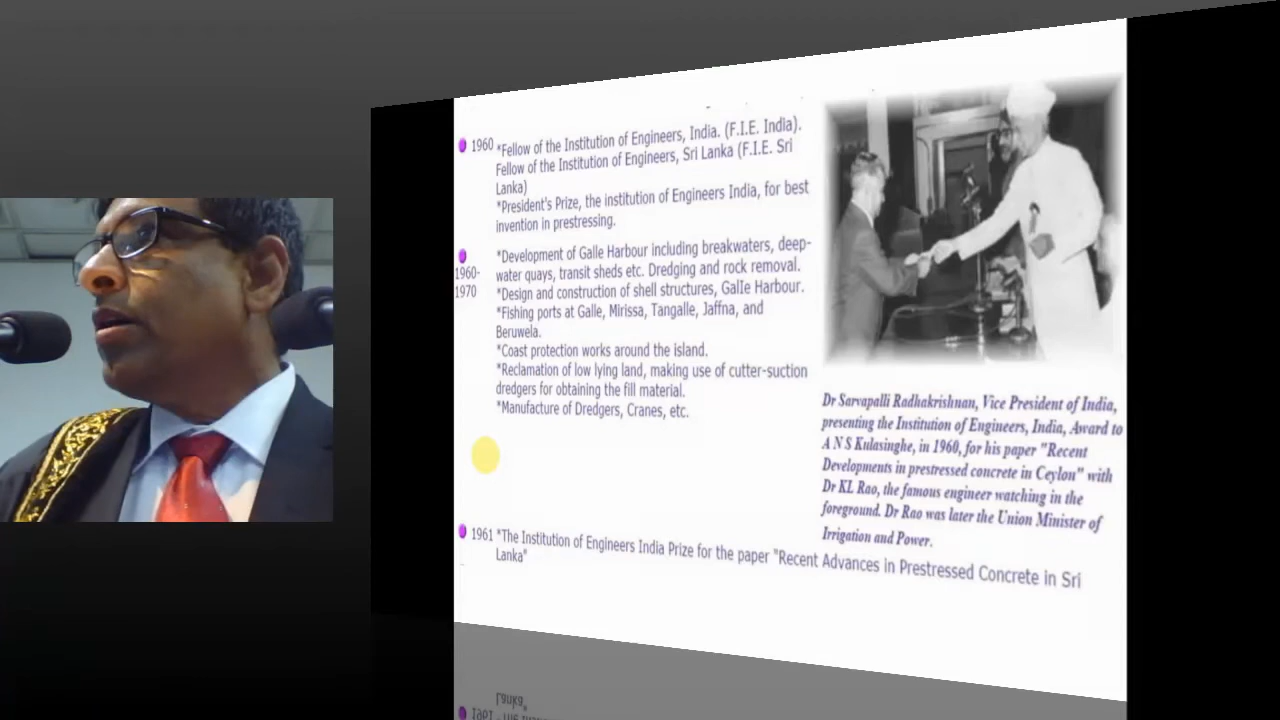 1960 *Fellow of the Institution of Engineers, India. (F.I.E. India).
Fellow of the Institution of Engineers, Sri Lanka (F.I.E. Sri
Lanka)
*President's Prize, the institution of Engineers India, for best
invention in prestressing.
*Development of Galle Harbour including breakwaters, deep-
1960- water quays, transit sheds etc. Dredging and rock removal.
1970 *Design and construction of shell structures, Galle Harbour.
*Fishing ports at Galle, Mirissa, Tangalle, Jaffna, and
Beruwela.
*Coast protection works around the island.
*Reclamation of low lying land, making use of cutter-suction
dredgers for obtaining the fill material.
*Manufacture of Dredgers, Cranes, etc.
Dr Sarvapalli Radhakrishnan, Vice President of India,
presenting the Institution of Engineers, India, Award to
A N S Kulasinghe, in 1960, for his paper "Recent
Developments in prestressed concrete in Ceylon" with
Dr KL Rao, the famous engineer watching in the
foreground. Dr Rao was later the Union Minister of
Irrigation and Power.
1961 *The Institution of Engineers India Prize for the paper "Recent Advances in Prestressed Concrete in Sri
Lanka"